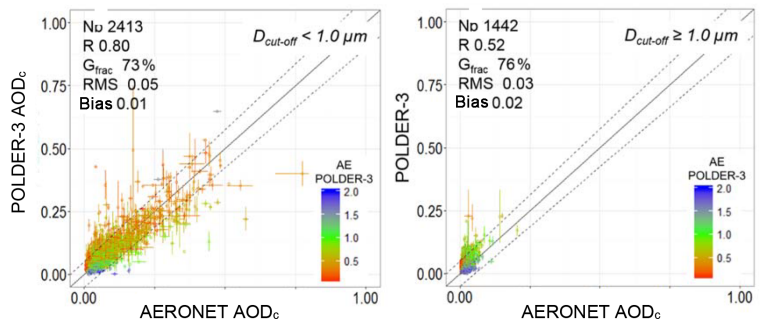 1.00
Nᴅ 2413
R 0.80
Gfrac 73%
RMS 0.05
Bias 0.01
Dcut-off < 1.0 µm
0.75
0.50
0.25
0.00
POLDER-3 AODc
AE
POLDER-3
2.0
1.5
1.0
0.5
0.00
1.00
AERONET AODc
1.00
Nᴅ 1442
R 0.52
Gfrac 76%
RMS 0.03
Bias 0.02
Dcut-off ≥ 1.0 µm
0.75
0.50
0.25
0.00
POLDER-3
AE
POLDER-3
2.0
1.5
1.0
0.5
0.00
1.00
AERONET AODc